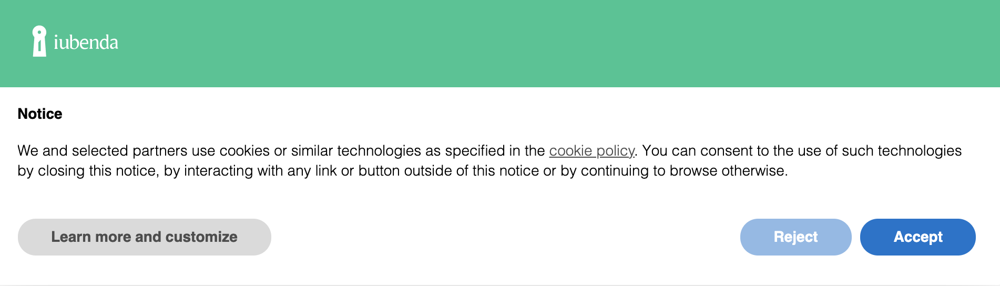 iubenda
Notice
We and selected partners use cookies or similar technologies as specified in the cookie policy. You can consent to the use of such technologies
by closing this notice, by interacting with any link or button outside of this notice or by continuing to browse otherwise.
Learn more and customize
Reject
Accept